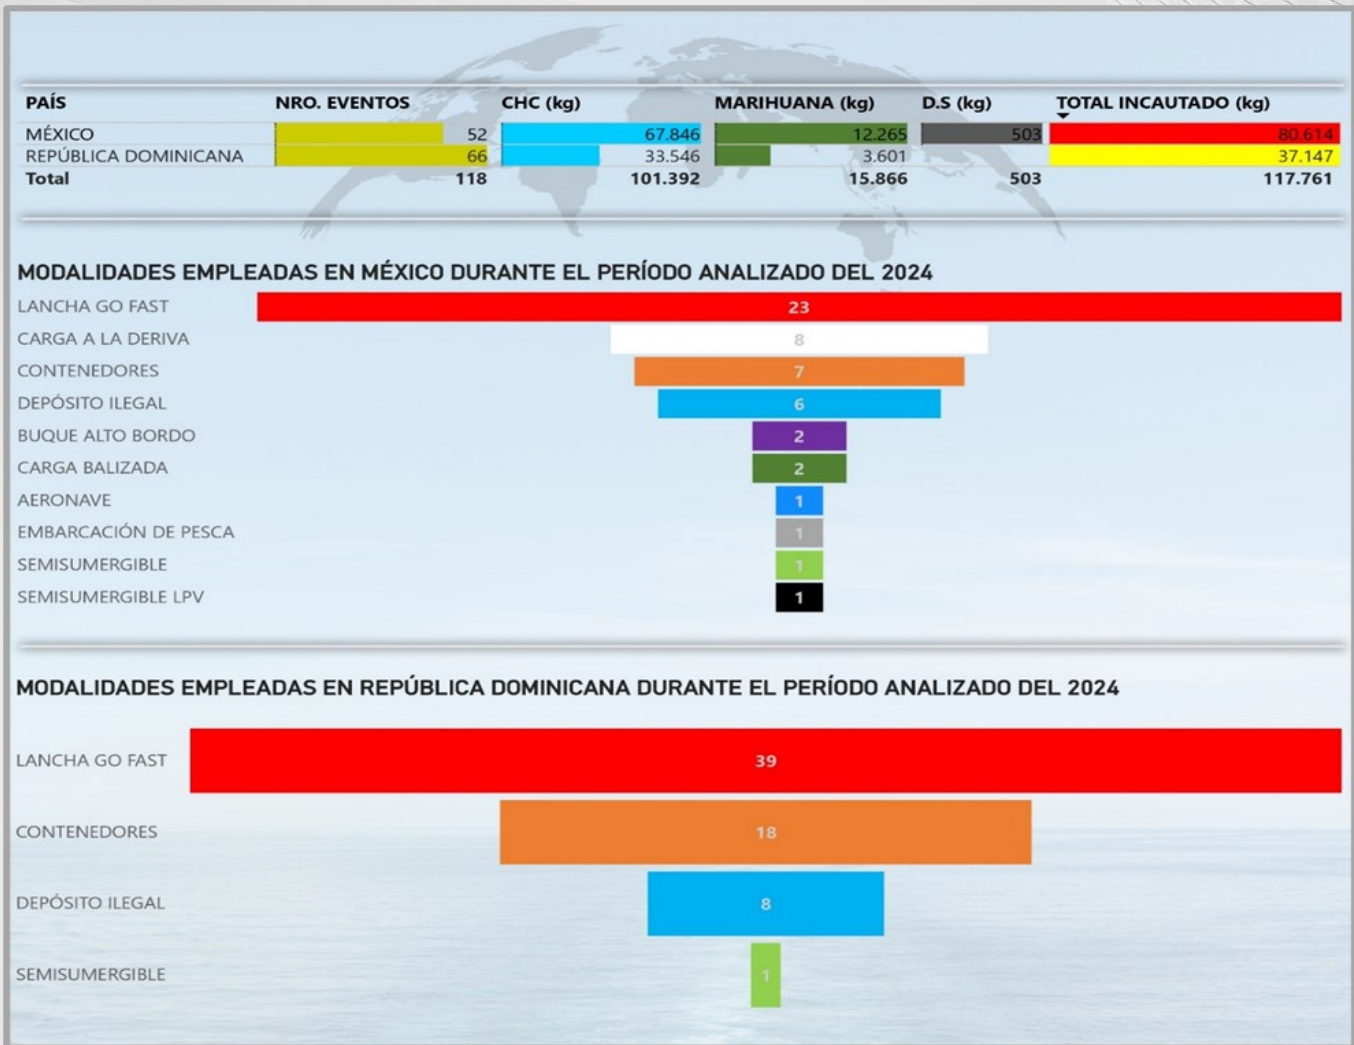 PAÍS NRO. EVENTOS CHC (kg) MARIHUANA (kg) D.S (kg) TOTAL INCAUTADO (kg)
MÉXICO 52 67.846 12.265 503 80.614
REPÚBLICA DOMINICANA 66 33.546 3.601 37.147
Total 118 101.392 15.866 503 117.761
MODALIDADES EMPLEADAS EN MÉXICO DURANTE EL PERÍODO ANALIZADO DEL 2024
LANCHA GO FAST 23
CARGA A LA DERIVA 8
CONTENEDORES 7
DEPÓSITO ILEGAL 6
BUQUE ALTO BORDO 2
CARGA BALIZADA 2
AERONAVE 1
EMBARCACIÓN DE PESCA 1
SEMISUMERGIBLE 1
SEMISUMERGIBLE LPV 1
MODALIDADES EMPLEADAS EN REPÚBLICA DOMINICANA DURANTE EL PERÍODO ANALIZADO DEL 2024
LANCHA GO FAST 39
CONTENEDORES 18
DEPÓSITO ILEGAL 8
SEMISUMERGIBLE 1